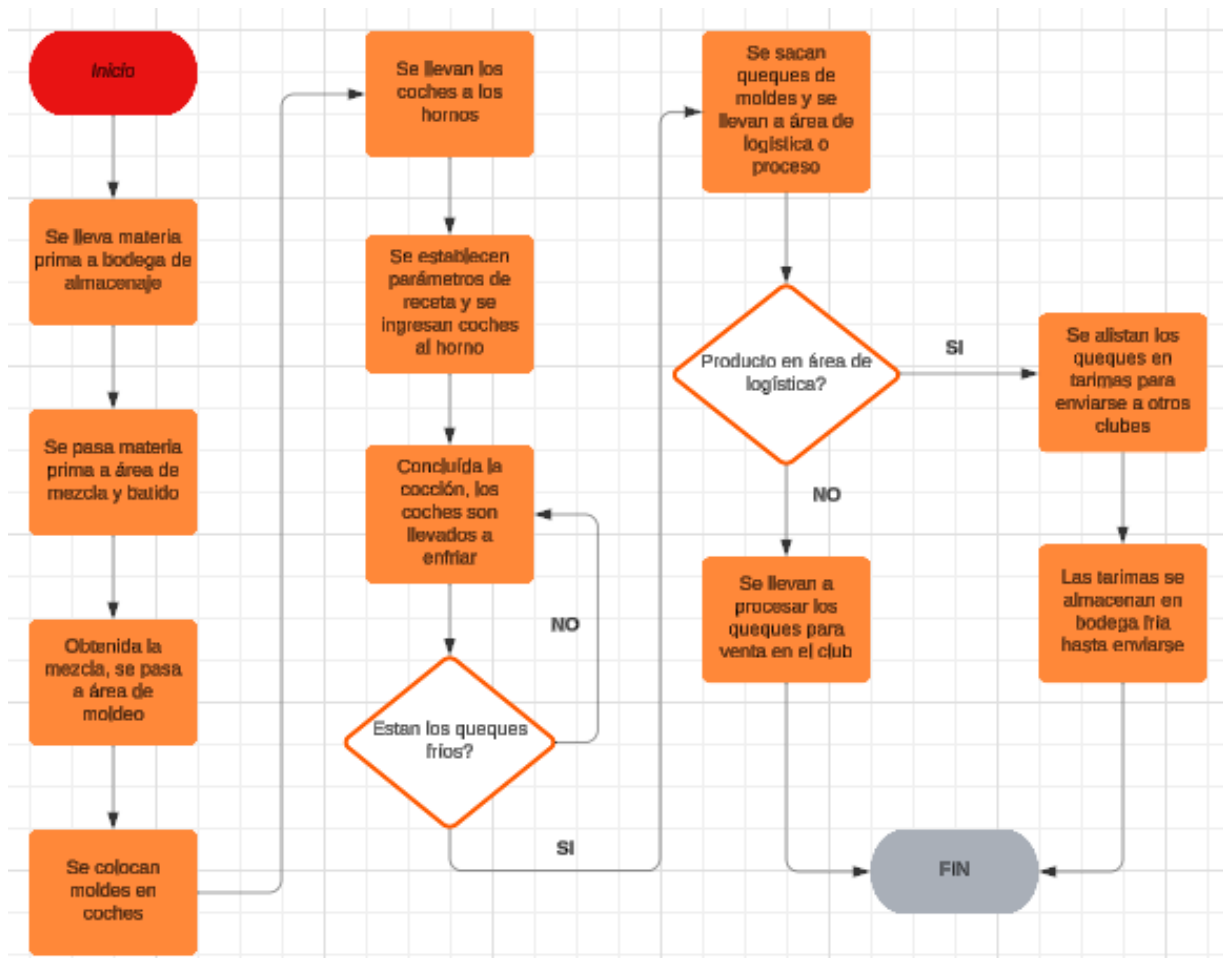 Inicio
Se lleva materia
prima a bodega de
almacenaje
Se pasa materia
prima a área de
mezcla y batido
Obtenida la
mezcla, se pasa
a área de
moldeo
Se colocan
moldes en
coches
Se llevan los
coches a los
hornos
Se establecen
parámetros de
receta y se
ingresan coches
al horno
Concluída la
cocción, los
coches son
llevados a
enfriar
NO
Estan los queques
fríos?
SI
Se sacan
queques de
moldes y se
llevan a área de
logística o
proceso
Producto en área de
logística?
SI
NO
Se llevan a
procesar los
queques para
venta en el club
Se alistan los
queques en
tarimas para
enviarse a otros
clubes
Las tarimas se
almacenan en
bodega fria
hasta enviarse
FIN